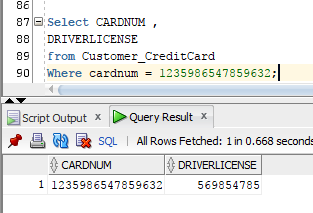 86
87 Select CARDNUM ,
88 DRIVERLICENSE
89 from Customer_CreditCard
90 Where cardnum = 1235986547859632;
Script Output x Query Result x
SQL | All Rows Fetched: 1 in 0.668 seconds
CARDNUM DRIVERLICENSE
1 1235986547859632 569854785